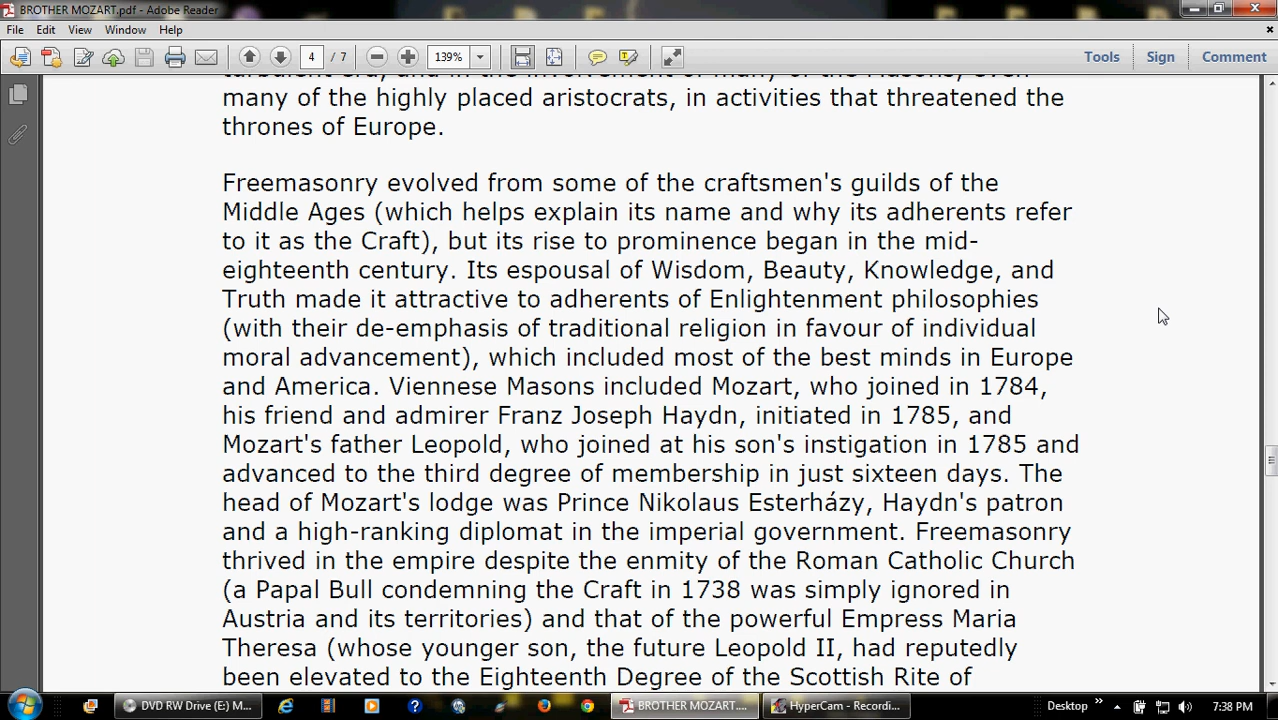 BROTHER MOZART.pdf - Adobe Reader
File Edit View Window Help
4 / 7 139% Tools Sign Comment
many of the highly placed aristocrats, in activities that threatened the
thrones of Europe.
Freemasonry evolved from some of the craftsmen's guilds of the
Middle Ages (which helps explain its name and why its adherents refer
to it as the Craft), but its rise to prominence began in the mid-
eighteenth century. Its espousal of Wisdom, Beauty, Knowledge, and
Truth made it attractive to adherents of Enlightenment philosophies
(with their de-emphasis of traditional religion in favour of individual
moral advancement), which included most of the best minds in Europe
and America. Viennese Masons included Mozart, who joined in 1784,
his friend and admirer Franz Joseph Haydn, initiated in 1785, and
Mozart's father Leopold, who joined at his son's instigation in 1785 and
advanced to the third degree of membership in just sixteen days. The
head of Mozart's lodge was Prince Nikolaus Esterházy, Haydn's patron
and a high-ranking diplomat in the imperial government. Freemasonry
thrived in the empire despite the enmity of the Roman Catholic Church
(a Papal Bull condemning the Craft in 1738 was simply ignored in
Austria and its territories) and that of the powerful Empress Maria
Theresa (whose younger son, the future Leopold II, had reputedly
been elevated to the Eighteenth Degree of the Scottish Rite of
DVD RW Drive (E:) M... BROTHER MOZART.... HyperCam - Recordi... Desktop » 7:38 PM